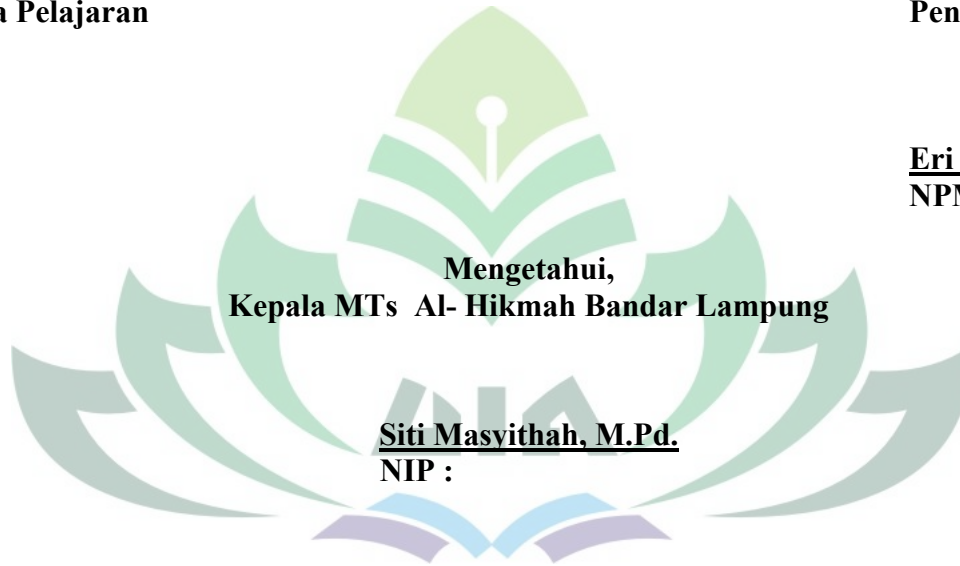 a Pelajaran
Pen
Eri
NPM
Mengetahui,
Kepala MTs Al- Hikmah Bandar Lampung
Siti Masyithah, M.Pd.
NIP :